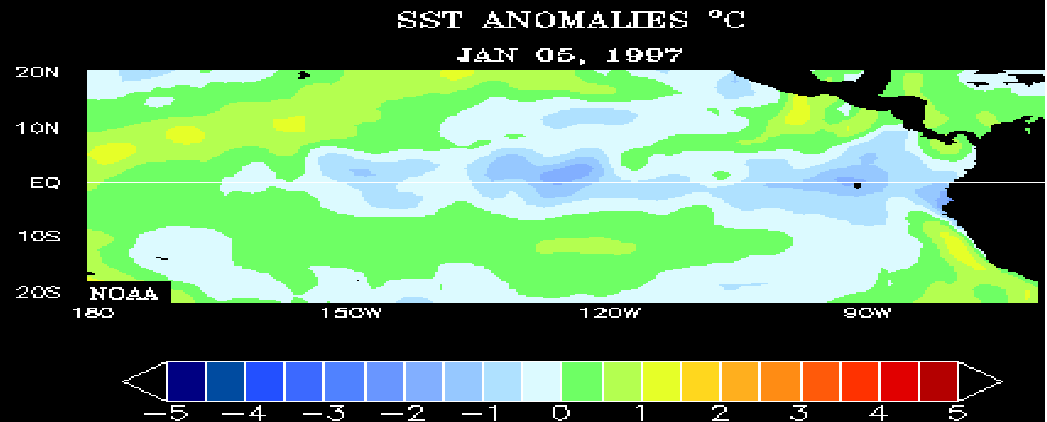 SST ANOMALIES °C
JAN 05, 1997
20N
10N
EQ
10S
20S
NOAA
180 150W 120W 90W
−5 −4 −3 −2 −1 0 1 2 3 4 5